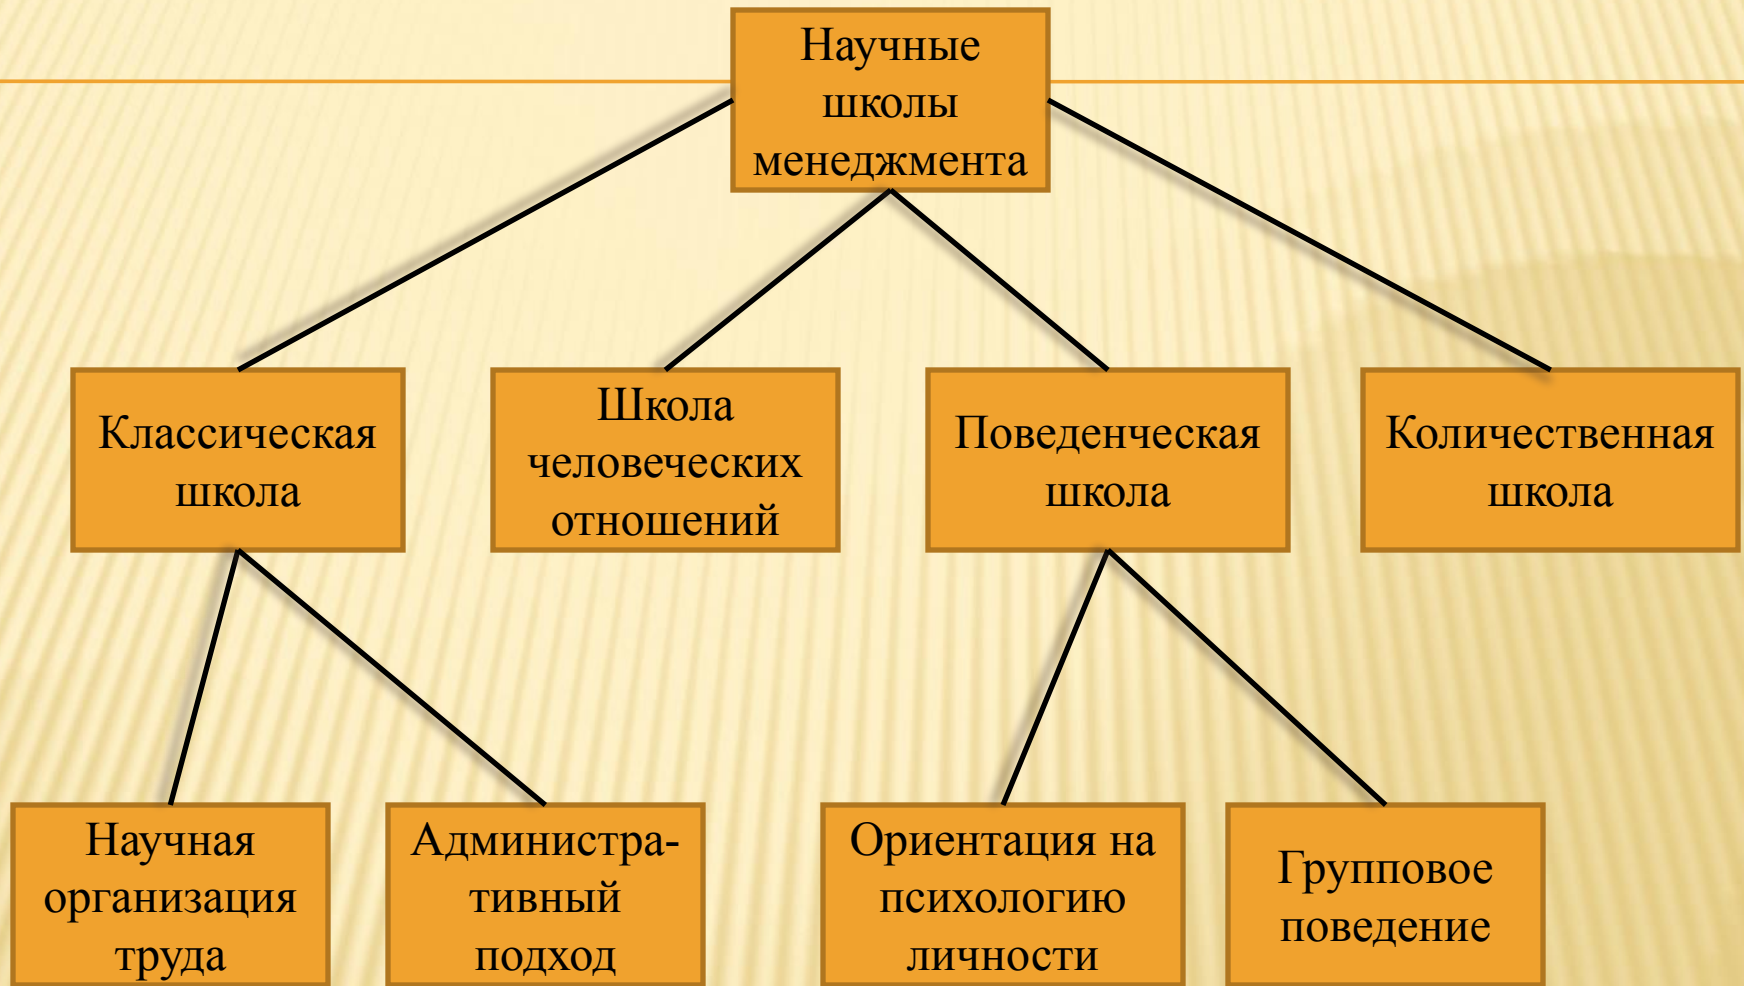 Научные
школы
менеджмента
Классическая
школа
Школа
человеческих
отношений
Поведенческая
школа
Количественная
школа
Научная
организация
труда
Администра-
тивный
подход
Ориентация на
психологию
личности
Групповое
поведение